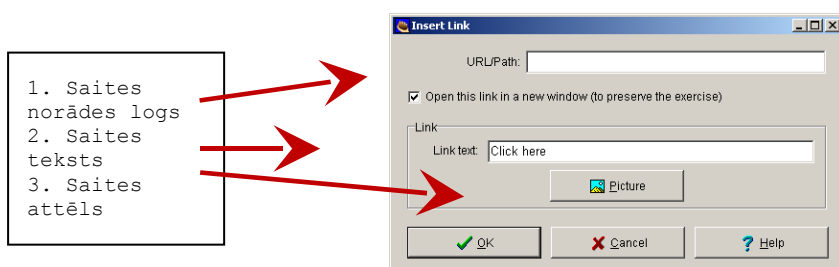 1. Saites
norādes logs
2. Saites
teksts
3. Saites
attēls
Insert Link
URL/Path:
Open this link in a new window (to preserve the exercise)
Link
Link text: Click here
Picture
OK Cancel Help